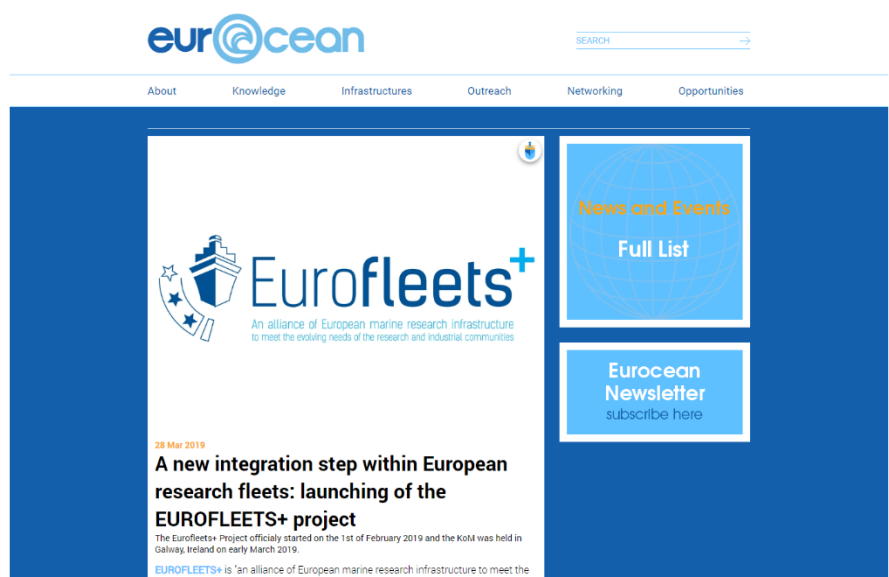 eurocean
SEARCH
About Knowledge Infrastructures Outreach Networking Opportunities
Eurofleets+
An alliance of European marine research infrastructure
to meet the evolving needs of the research and industrial communities
News and Events
Full List
Eurocean
Newsletter
subscribe here
28 Mar 2019
A new integration step within European
research fleets: launching of the
EUROFLEETS+ project
The Eurofleets+ Project officialy started on the 1st of February 2019 and the KoM was held in
Galway, Ireland on early March 2019.
EUROFLEETS+ is "an alliance of European marine research infrastructure to meet the